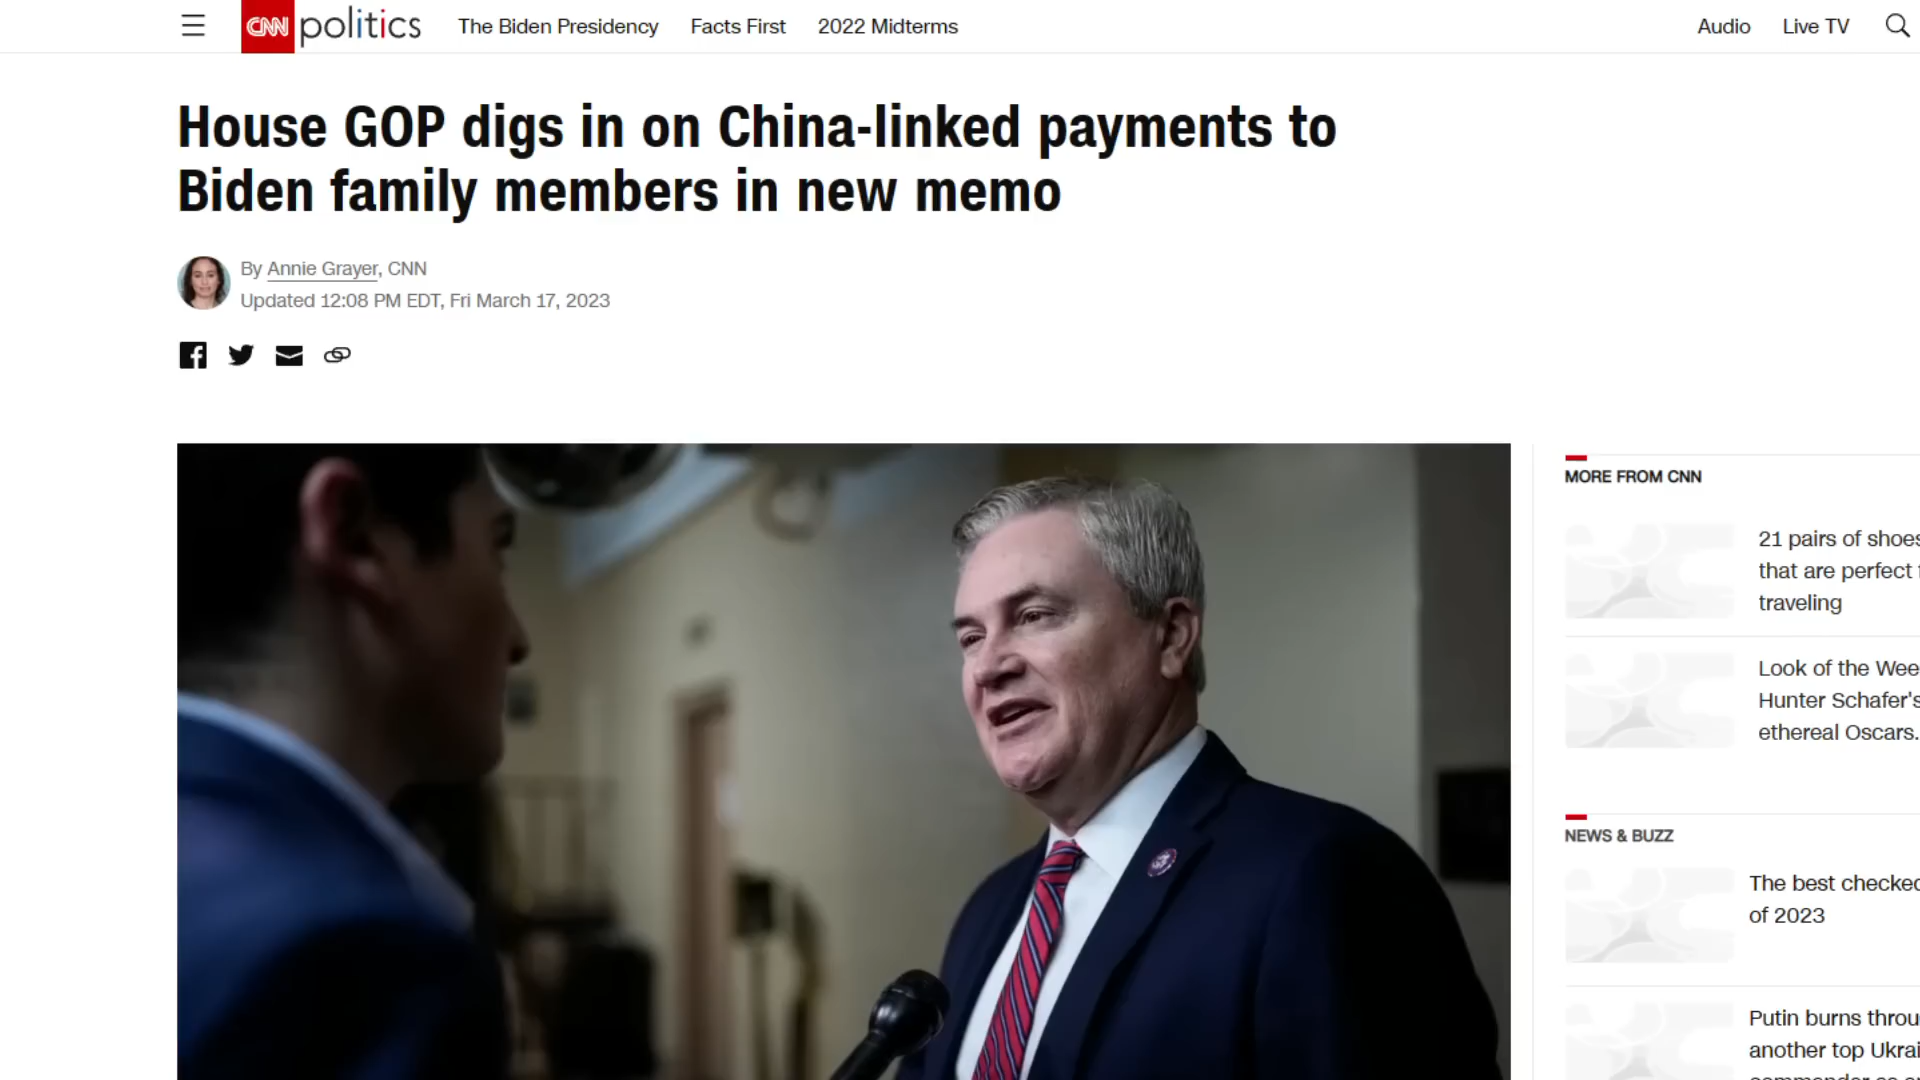 CNN politics The Biden Presidency Facts First 2022 Midterms Audio Live TV
House GOP digs in on China-linked payments to
Biden family members in new memo
By Annie Grayer, CNN
Updated 12:08 PM EDT, Fri March 17, 2023
MORE FROM CNN
21 pairs of shoes
that are perfect
traveling
Look of the Wee
Hunter Schafer's
ethereal Oscars.
NEWS & BUZZ
The best checked
of 2023
Putin burns throu
another top Ukrai